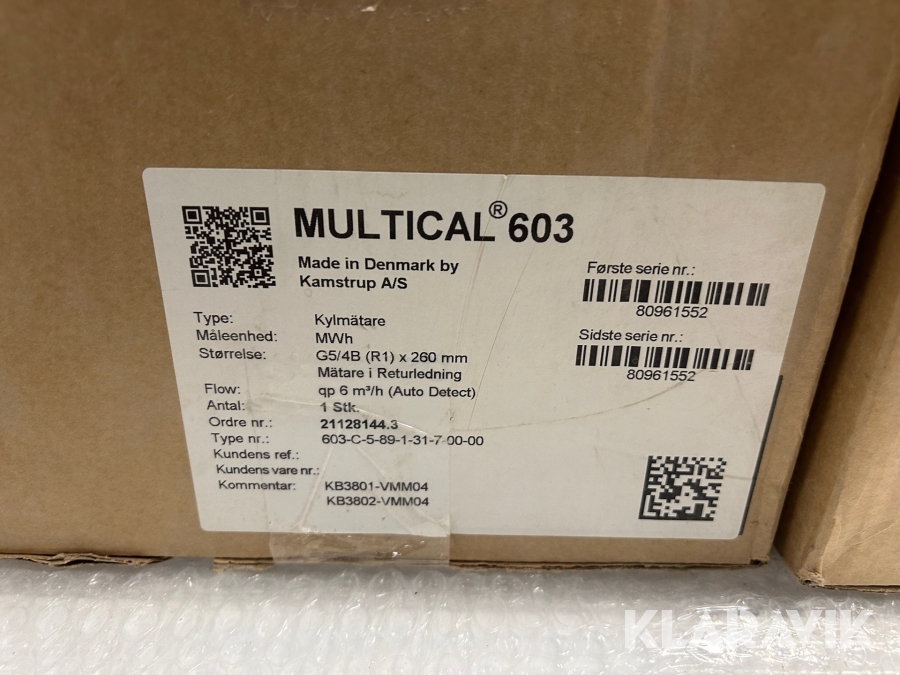 MULTICAL® 603
Made in Denmark by
Kamstrup A/S
Første serie nr.:
80961552
Sidste serie nr.:
80961552
Type: Kylmätare
Måleenhed: MWh
Størrelse: G5/4B (R1) x 260 mm
Mätare i Returledning
Flow: qp 6 m³/h (Auto Detect)
Antal: 1 Stk.
Ordre nr.: 21128144.3
Type nr.: 603-C-5-89-1-31-7-00-00
Kundens ref.:
Kundens vare nr.:
Kommentar: KB3801-VMM04
KB3802-VMM04
KLARAVIK